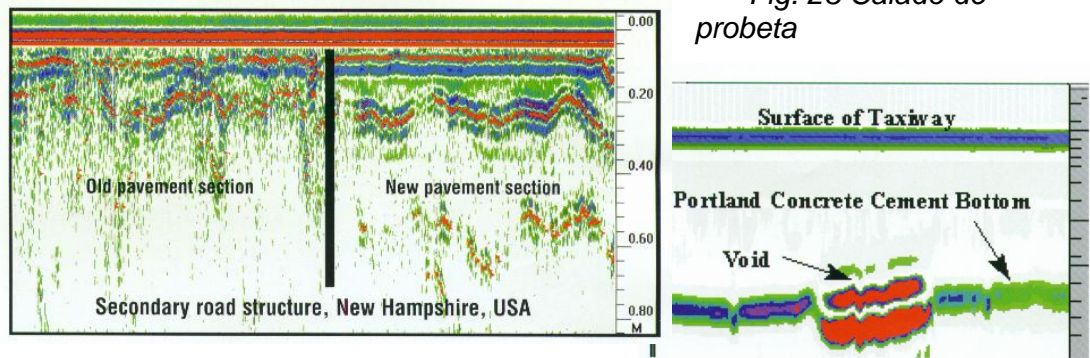 Fig. 28 Calado de
probeta
0.00
0.20
0.40
0.60
0.80
M
Old pavement section
New pavement section
Secondary road structure, New Hampshire, USA
Surface of Taxiway
Portland Concrete Cement Bottom
Void